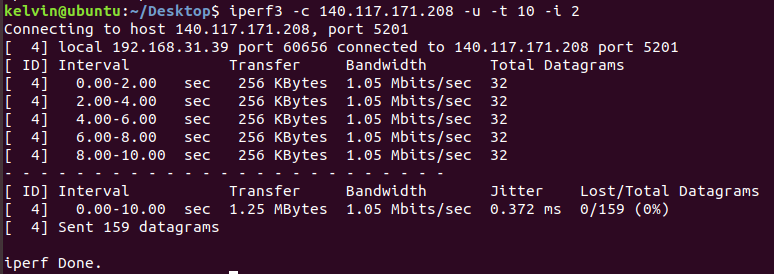 kelvin@ubuntu:~/Desktop$ iperf3 -c 140.117.171.208 -u -t 10 -i 2
Connecting to host 140.117.171.208, port 5201
[  4] local 192.168.31.39 port 60656 connected to 140.117.171.208 port 5201
[ ID] Interval           Transfer     Bandwidth       Total Datagrams
[  4]   0.00-2.00   sec   256 KBytes  1.05 Mbits/sec  32
[  4]   2.00-4.00   sec   256 KBytes  1.05 Mbits/sec  32
[  4]   4.00-6.00   sec   256 KBytes  1.05 Mbits/sec  32
[  4]   6.00-8.00   sec   256 KBytes  1.05 Mbits/sec  32
[  4]   8.00-10.00  sec   256 KBytes  1.05 Mbits/sec  32
- - - - - - - - - - - - - - - - - - - - - - - - -
[ ID] Interval           Transfer     Bandwidth       Jitter    Lost/Total Datagrams
[  4]   0.00-10.00  sec  1.25 MBytes  1.05 Mbits/sec  0.372 ms  0/159 (0%)
[  4] Sent 159 datagrams
iperf Done.